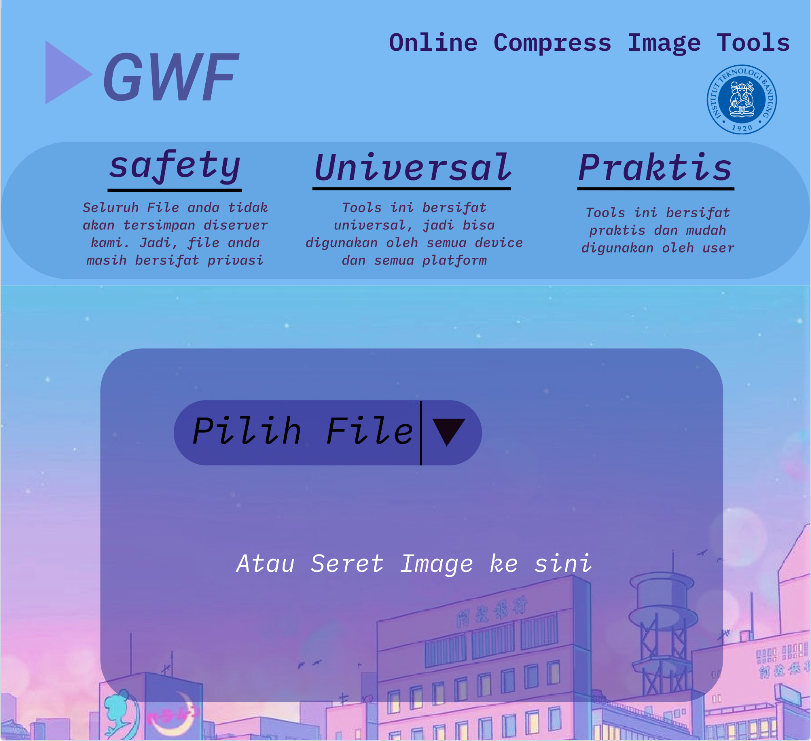 Online Compress Image Tools
GWF
INSTITUT TEKNOLOGI BANDUNG
1920
safety
Seluruh File anda tidak
akan tersimpan diserver
kami. Jadi, file anda
masih bersifat privasi
Universal
Tools ini bersifat
universal, jadi bisa
digunakan oleh semua device
dan semua platform
Praktis
Tools ini bersifat
praktis dan mudah
digunakan oleh user
Pilih File
Atau Seret Image ke sini